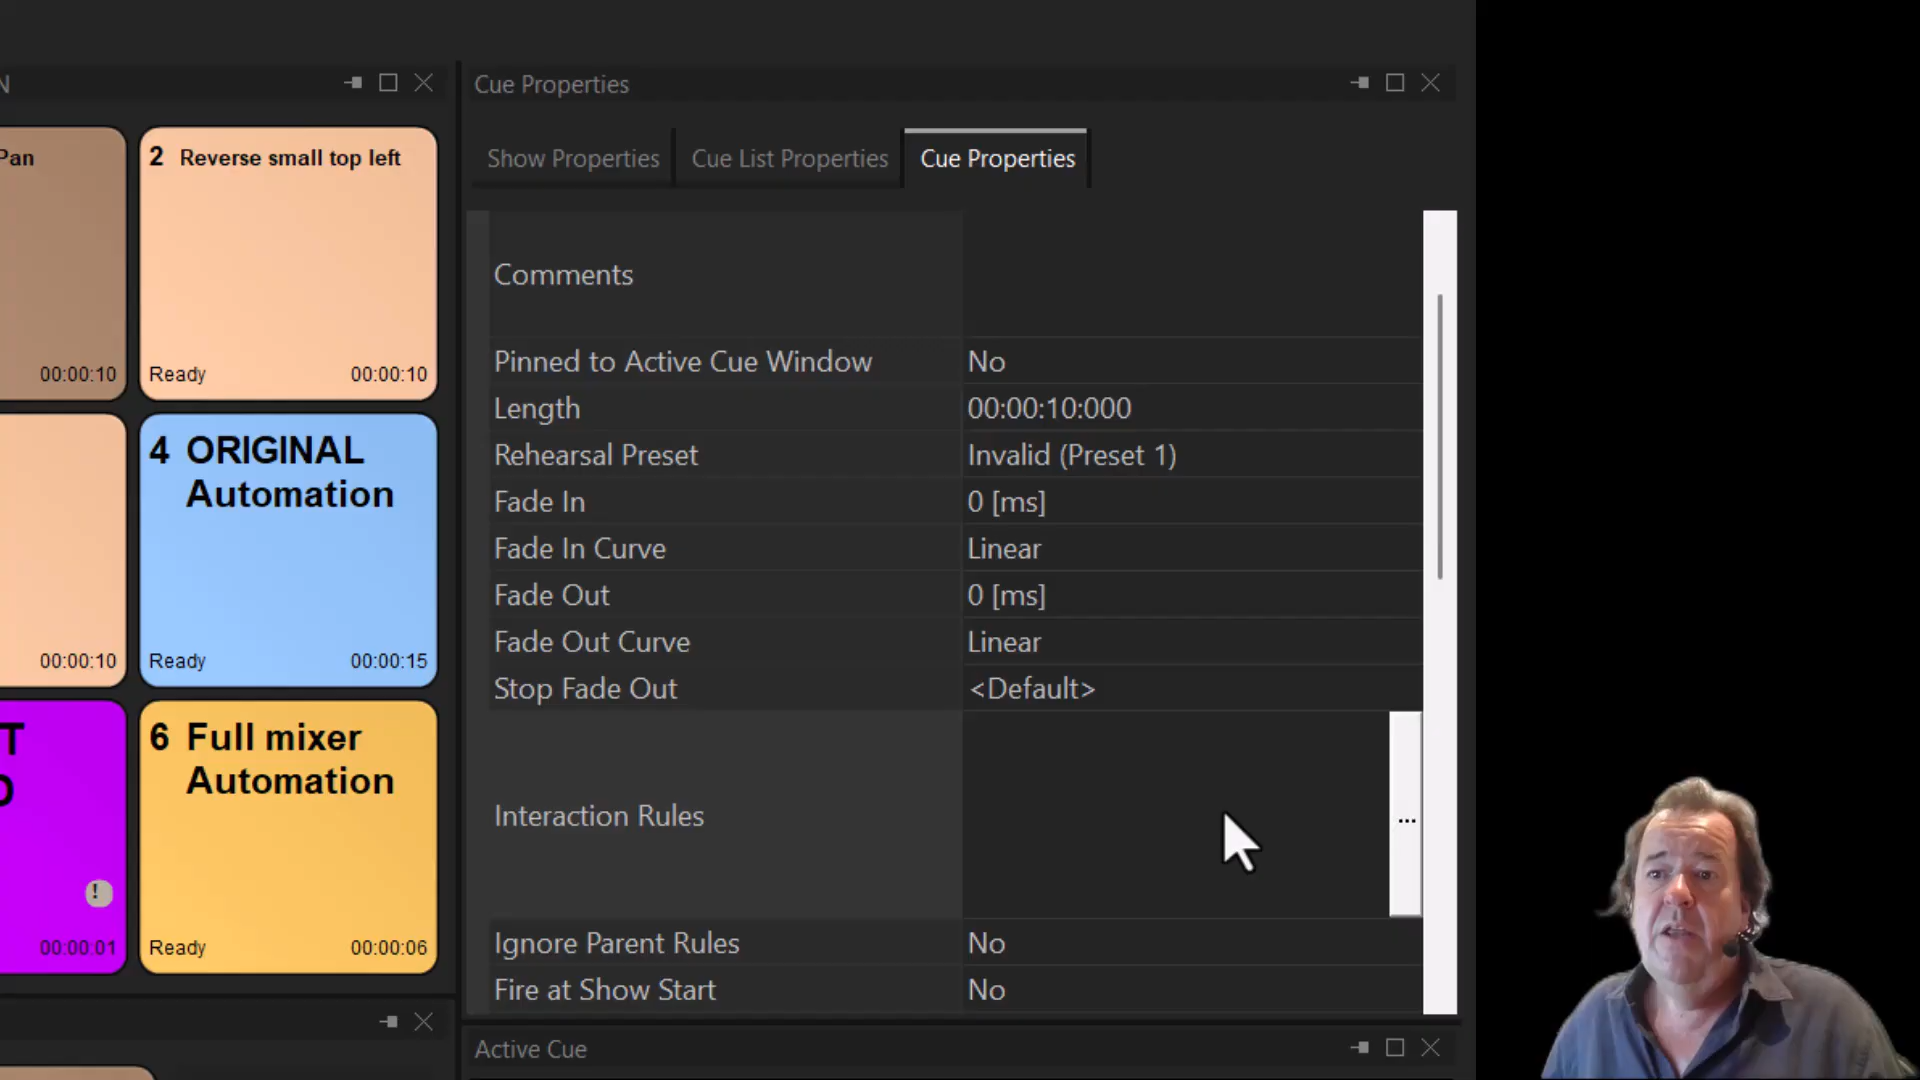 N
Cue Properties
Show Properties
Cue List Properties
Cue Properties
Pan
00:00:10
2 Reverse small top left
Ready 00:00:10
00:00:10
4 ORIGINAL
Automation
Ready 00:00:15
T
O
!
00:00:01
6 Full mixer
Automation
Ready 00:00:06
Comments
Pinned to Active Cue Window No
Length 00:00:10:000
Rehearsal Preset Invalid (Preset 1)
Fade In 0 [ms]
Fade In Curve Linear
Fade Out 0 [ms]
Fade Out Curve Linear
Stop Fade Out <Default>
Interaction Rules ...
Ignore Parent Rules No
Fire at Show Start No
Active Cue